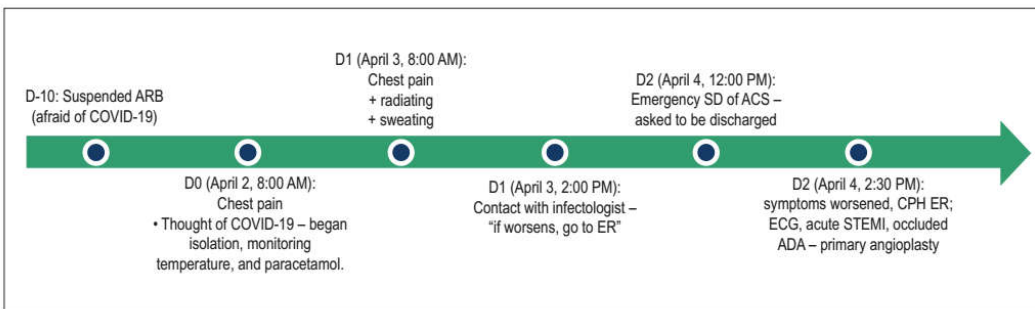 D-10: Suspended ARB
(afraid of COVID-19)
D0 (April 2, 8:00 AM):
Chest pain
• Thought of COVID-19 – began
isolation, monitoring
temperature, and paracetamol.
D1 (April 3, 8:00 AM):
Chest pain
+ radiating
+ sweating
D1 (April 3, 2:00 PM):
Contact with infectologist –
“if worsens, go to ER”
D2 (April 4, 12:00 PM):
Emergency SD of ACS –
asked to be discharged
D2 (April 4, 2:30 PM):
symptoms worsened, CPH ER;
ECG, acute STEMI, occluded
ADA – primary angioplasty